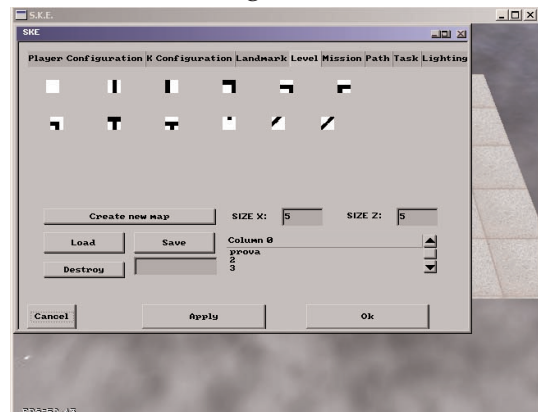 S.K.E.
SKE
Player Configuration K Configuration Landmark Level Mission Path Task Lighting
Create new map SIZE X: 5 SIZE Z: 5
Load Save Column 0
prova
2
Destroy 3
Cancel Apply Ok